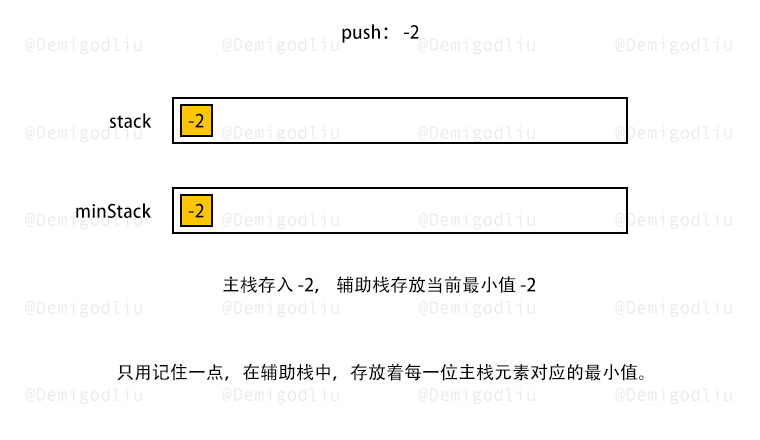 push： -2
@Demigodliu @Demigodliu @Demigodliu @Demigodliu
stack -2
@Demigodliu @Demigodliu @Demigodliu @Demigodliu
minStack -2
@Demigodliu @Demigodliu @Demigodliu @Demigodliu
主栈存入 -2， 辅助栈存放当前最小值 -2
@Demigodliu @Demigodliu @Demigodliu @Demigodliu
只用记住一点，在辅助栈中，存放着每一位主栈元素对应的最小值。
@Demigodliu @Demigodliu @Demigodliu @Demigodliu